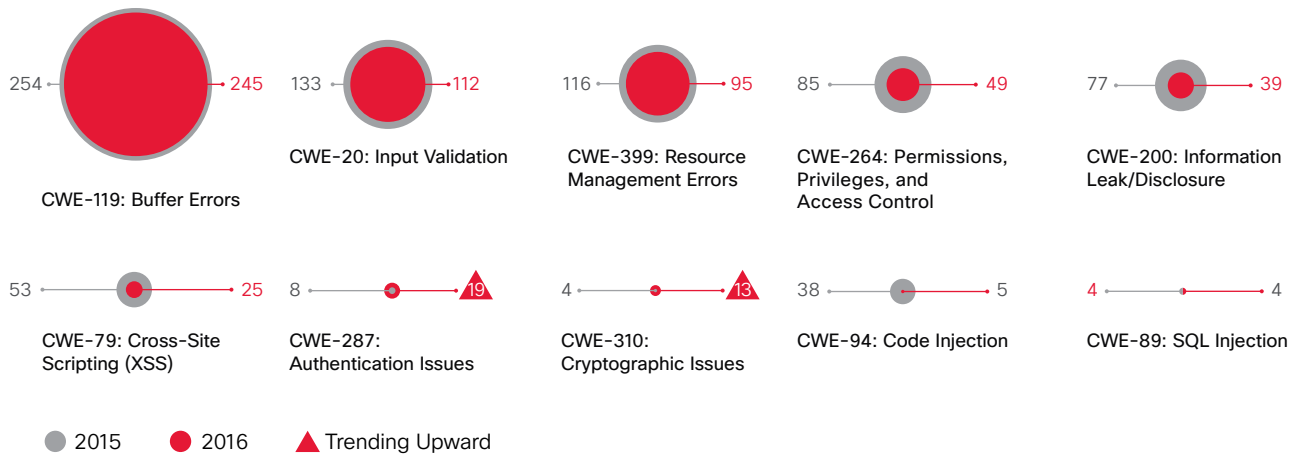 254
245
CWE-119: Buffer Errors
133
112
CWE-20: Input Validation
116
95
CWE-399: Resource
Management Errors
85
49
CWE-264: Permissions,
Privileges, and
Access Control
77
39
CWE-200: Information
Leak/Disclosure
53
25
CWE-79: Cross-Site
Scripting (XSS)
8
19
CWE-287:
Authentication Issues
4
13
CWE-310:
Cryptographic Issues
38
5
CWE-94: Code Injection
4
4
CWE-89: SQL Injection
2015
2016
Trending Upward